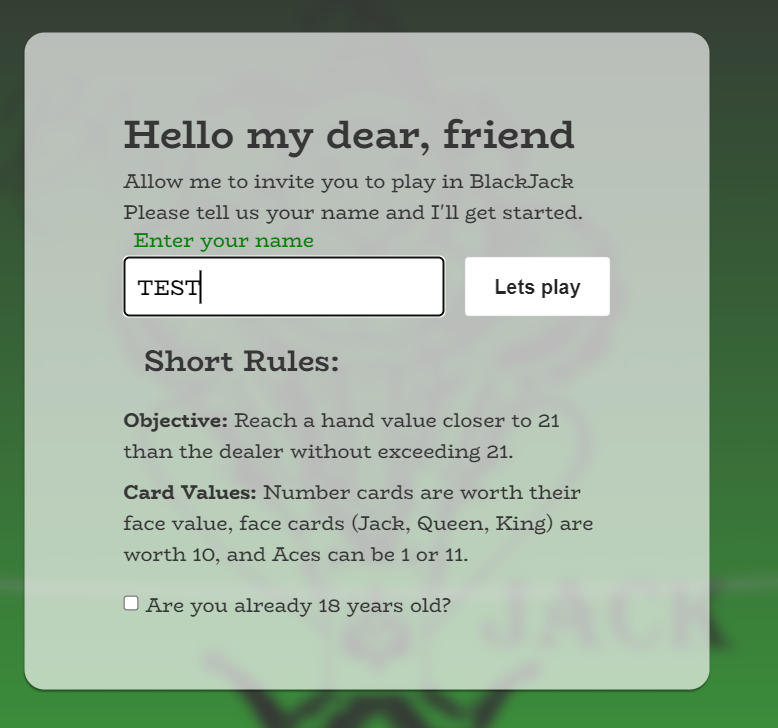 Hello my dear, friend
Allow me to invite you to play in BlackJack
Please tell us your name and I'll get started.
Enter your name
TEST
Lets play
Short Rules:
Objective: Reach a hand value closer to 21
than the dealer without exceeding 21.
Card Values: Number cards are worth their
face value, face cards (Jack, Queen, King) are
worth 10, and Aces can be 1 or 11.
JACK
Are you already 18 years old?